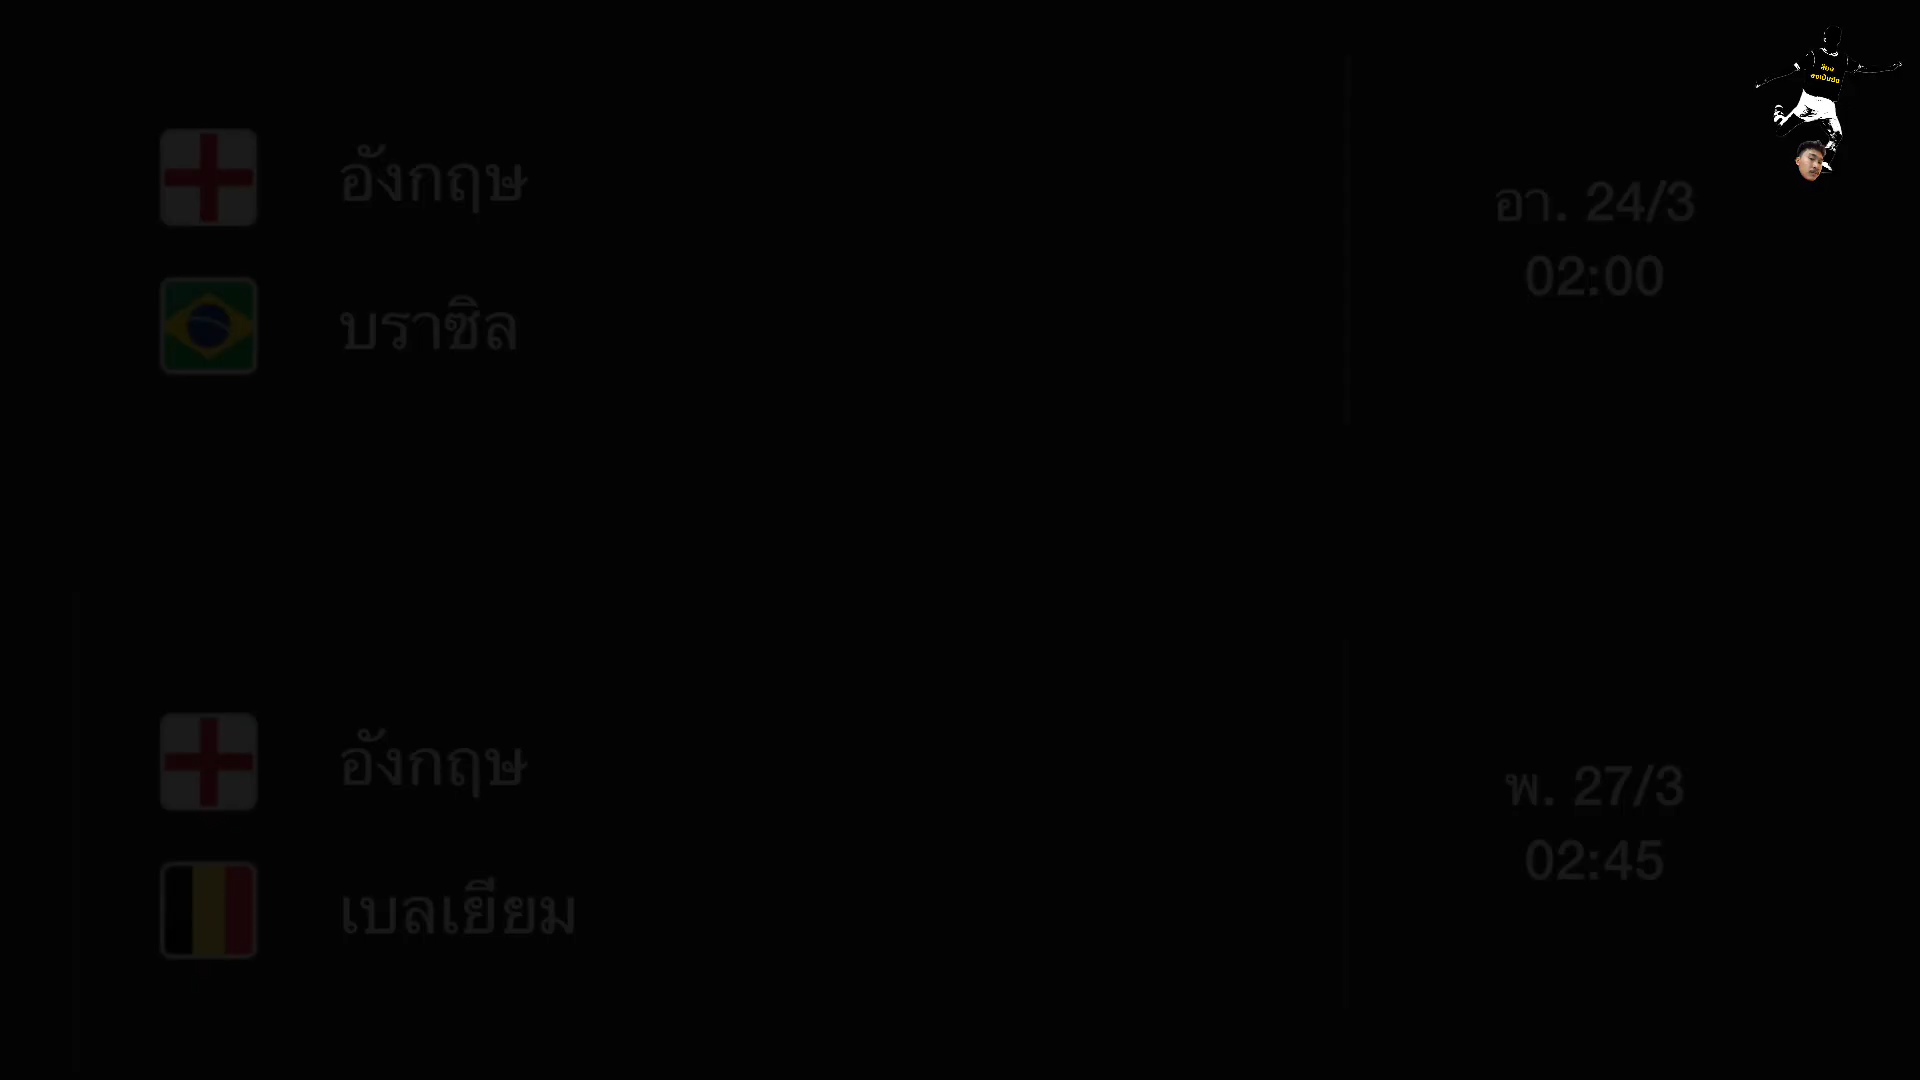 อังกฤษ
บราซิล
อา. 24/3
02:00
อังกฤษ
เบลเยียม
พ. 27/3
02:45